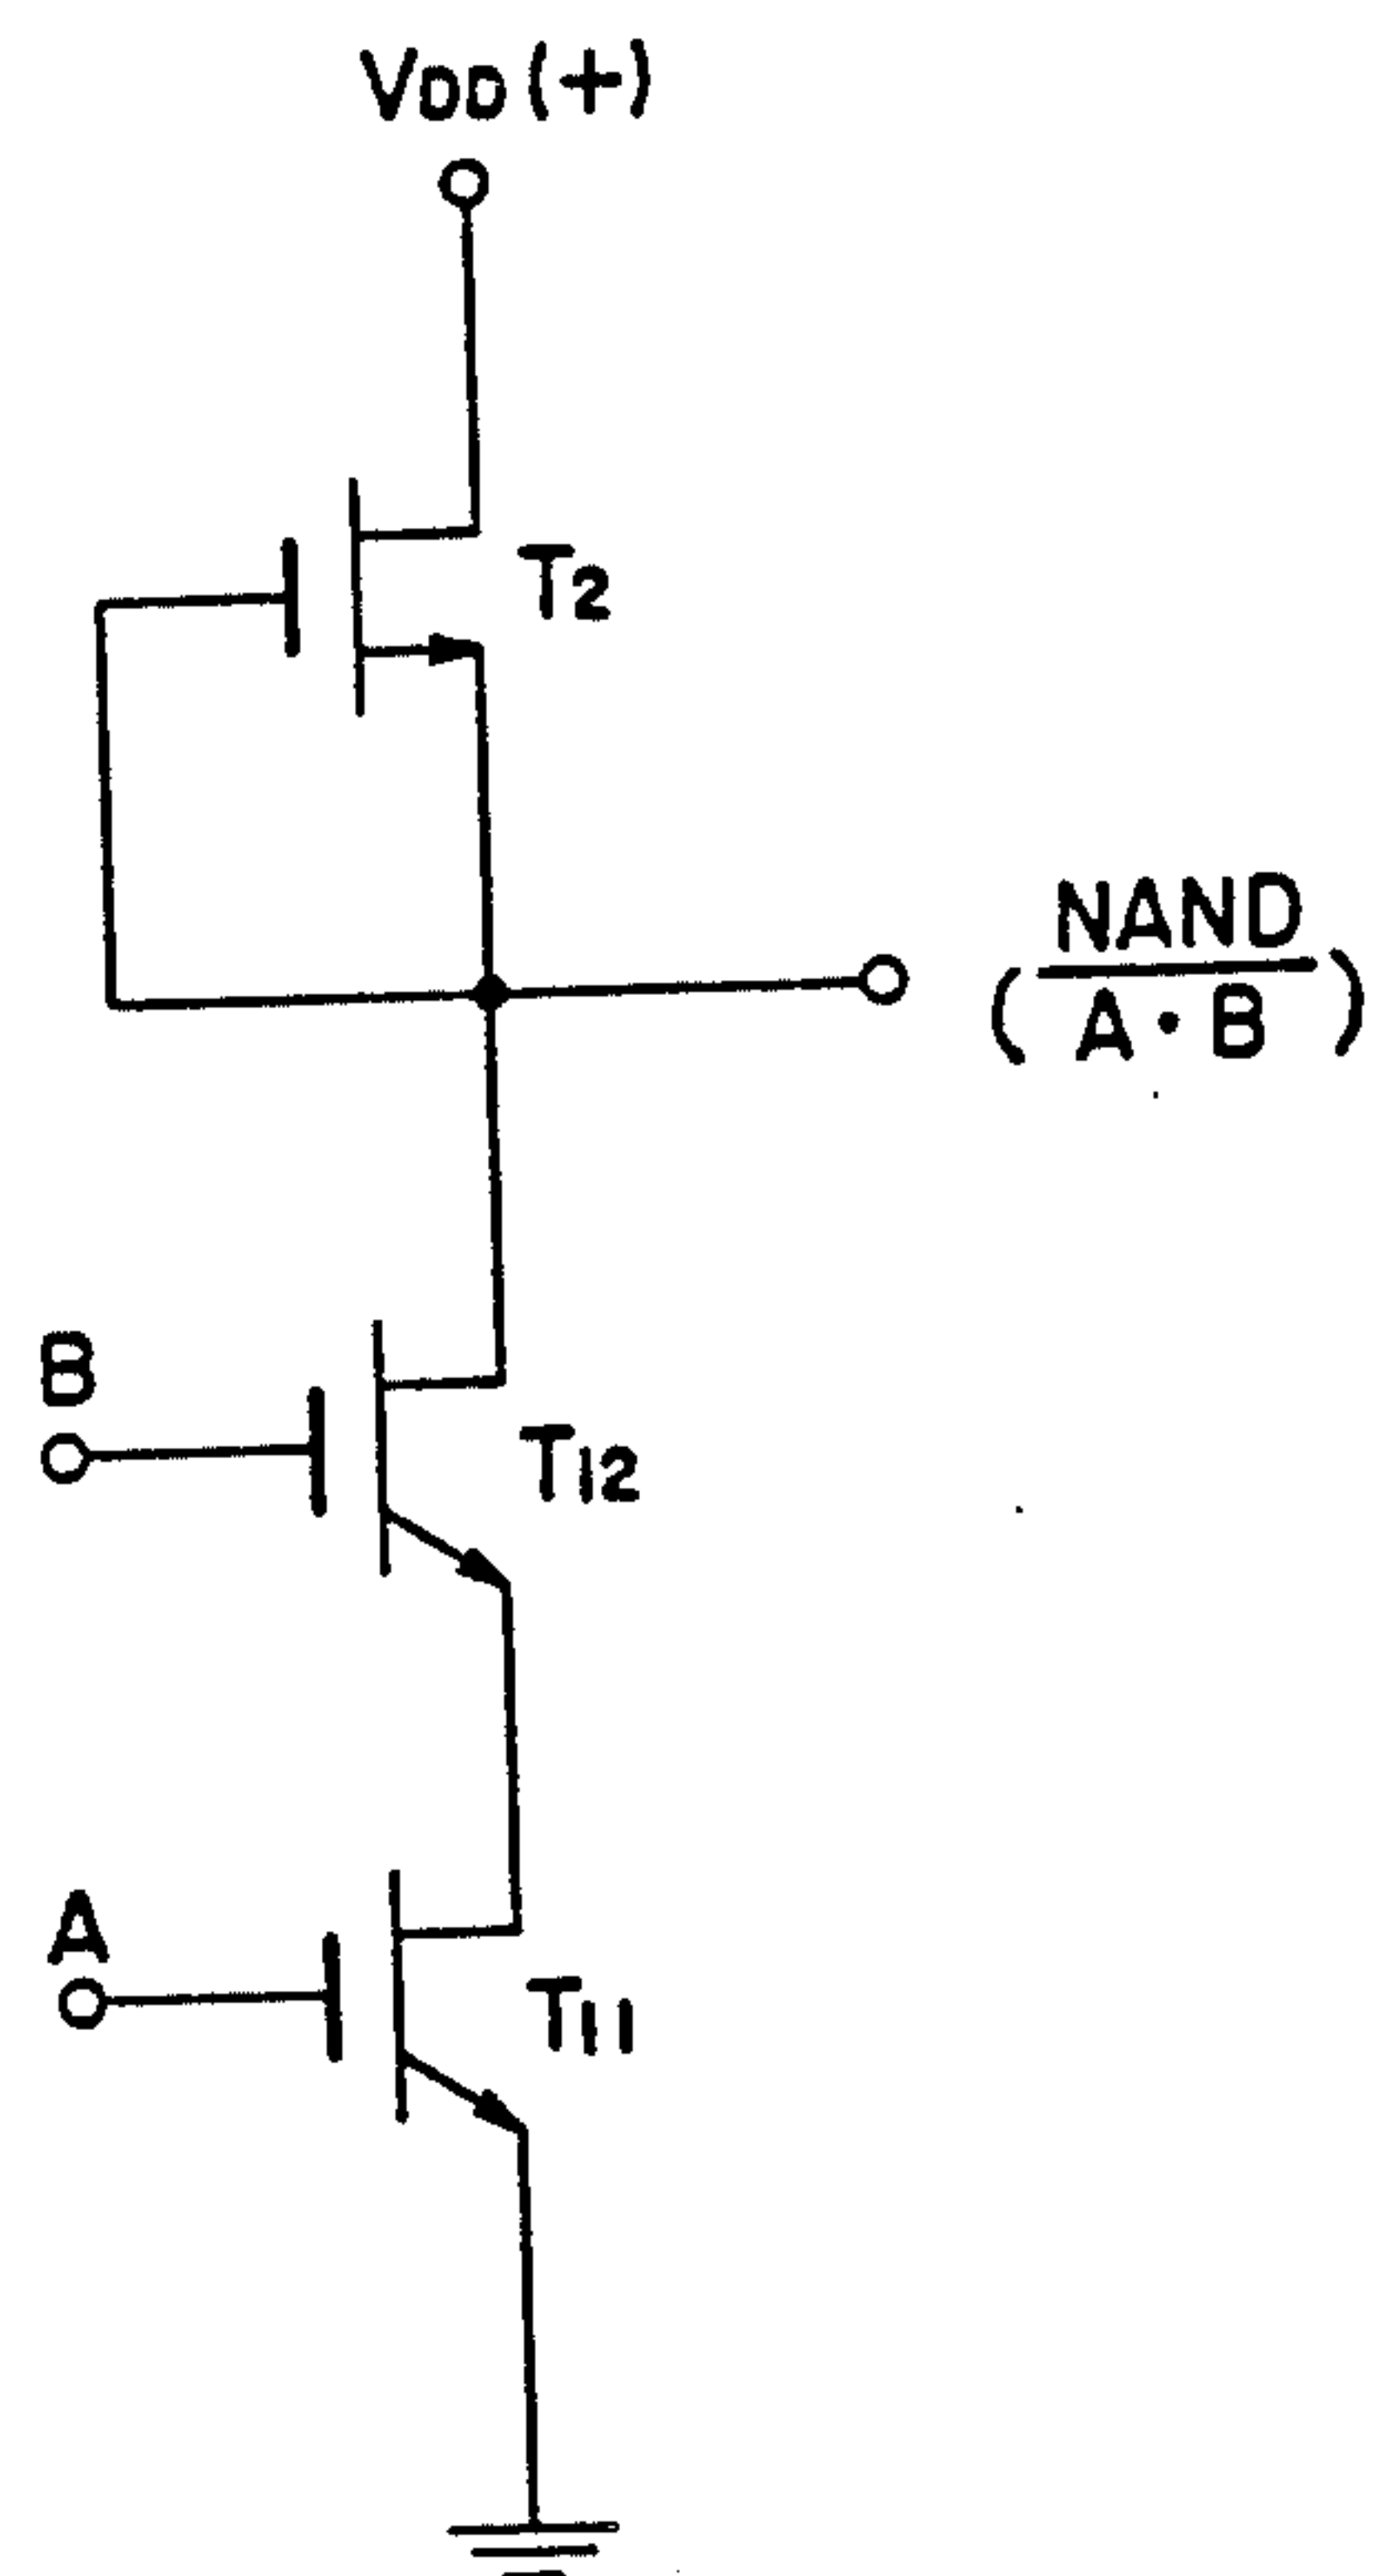 VDD (+)
T2
NAND
( A · B )
B
T12
A
T11